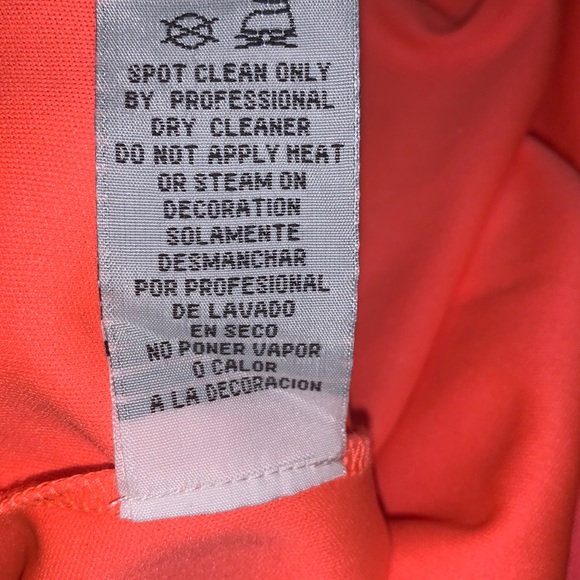 SPOT CLEAN ONLY
BY PROFESSIONAL
DRY CLEANER
DO NOT APPLY HEAT
OR STEAM ON
DECORATION
SOLAMENTE
DESMANCHAR
POR PROFESIONAL
DE LAVADO
EN SECO
NO PONER VAPOR
O CALOR
A LA DECORACION